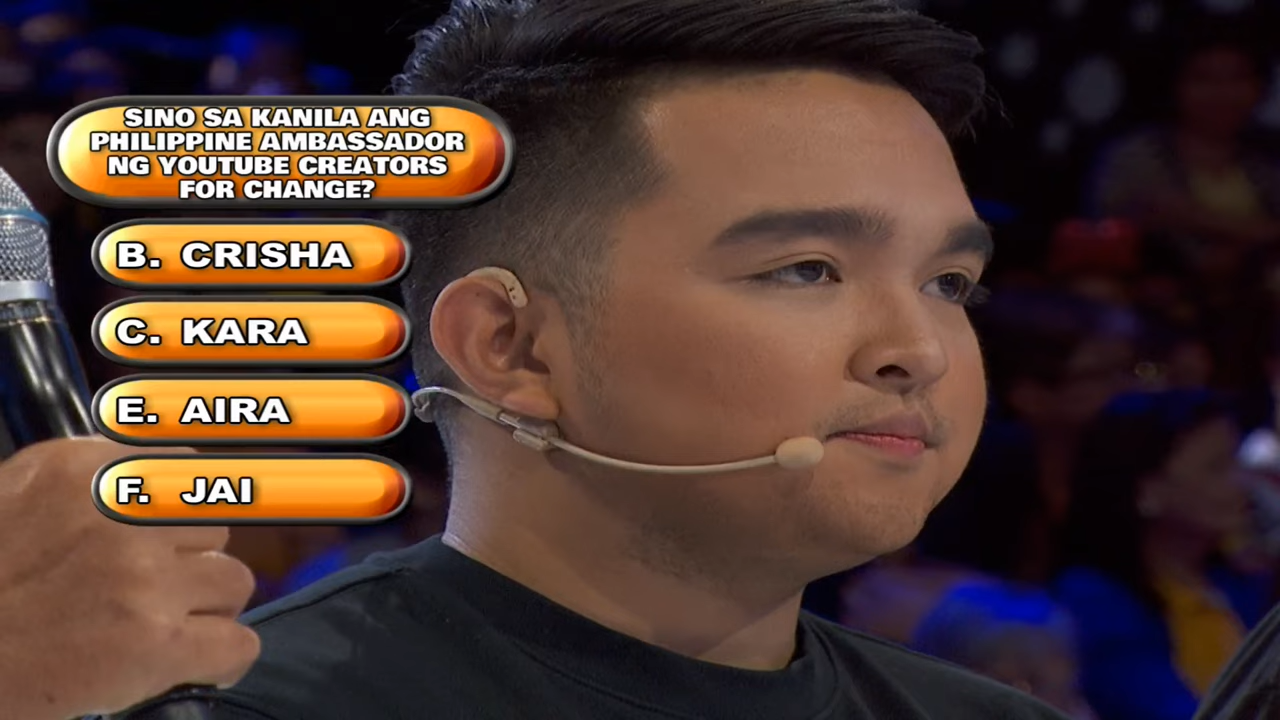 SINO SA KANILA ANG
PHILIPPINE AMBASSADOR
NG YOUTUBE CREATORS
FOR CHANGE?
B. CRISHA
C. KARA
E. AIRA
F. JAI